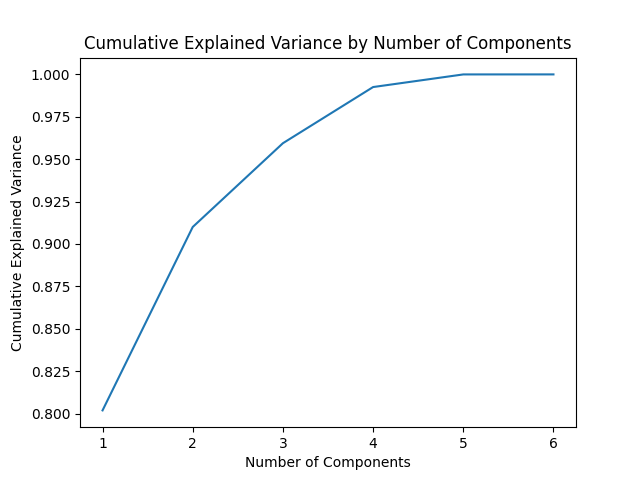 Cumulative Explained Variance by Number of Components
1.000
0.975
0.950
0.925
0.900
0.875
0.850
0.825
0.800
Cumulative Explained Variance
1 2 3 4 5 6
Number of Components